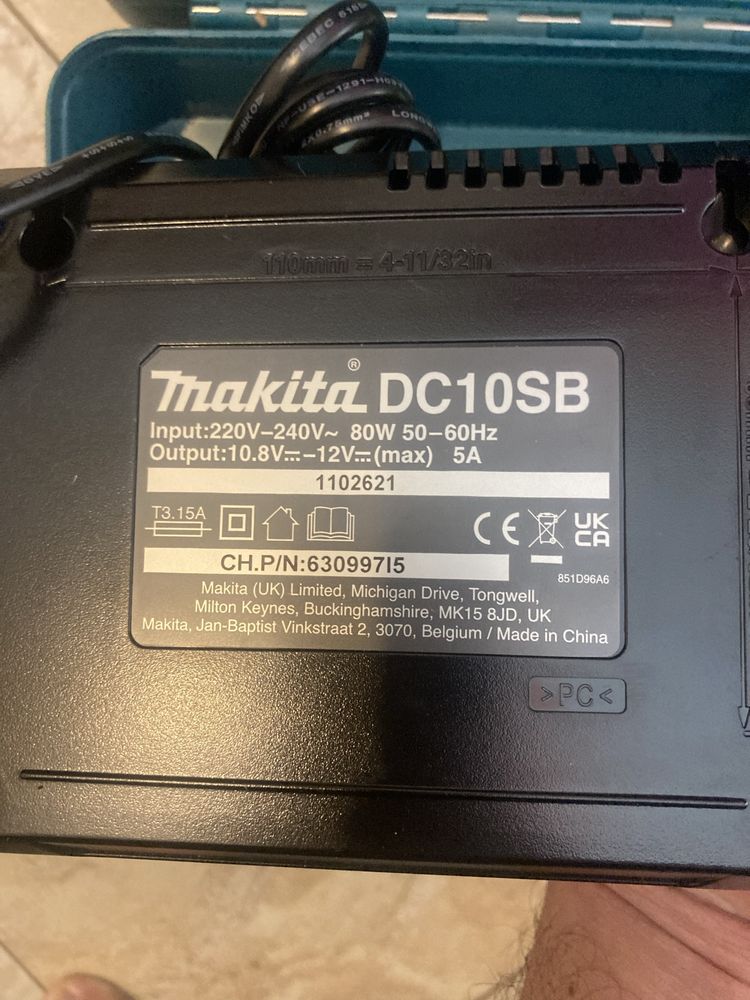 110mm = 4-11/32in
makita® DC10SB
Input:220V–240V~ 80W 50–60Hz
Output:10.8V⎓–12V⎓(max) 5A
1102621
T3.15A
CE UK CA
CH.P/N:630997I5
851D96A6
Makita (UK) Limited, Michigan Drive, Tongwell,
Milton Keynes, Buckinghamshire, MK15 8JD, UK
Makita, Jan-Baptist Vinkstraat 2, 3070, Belgium / Made in China
>PC<